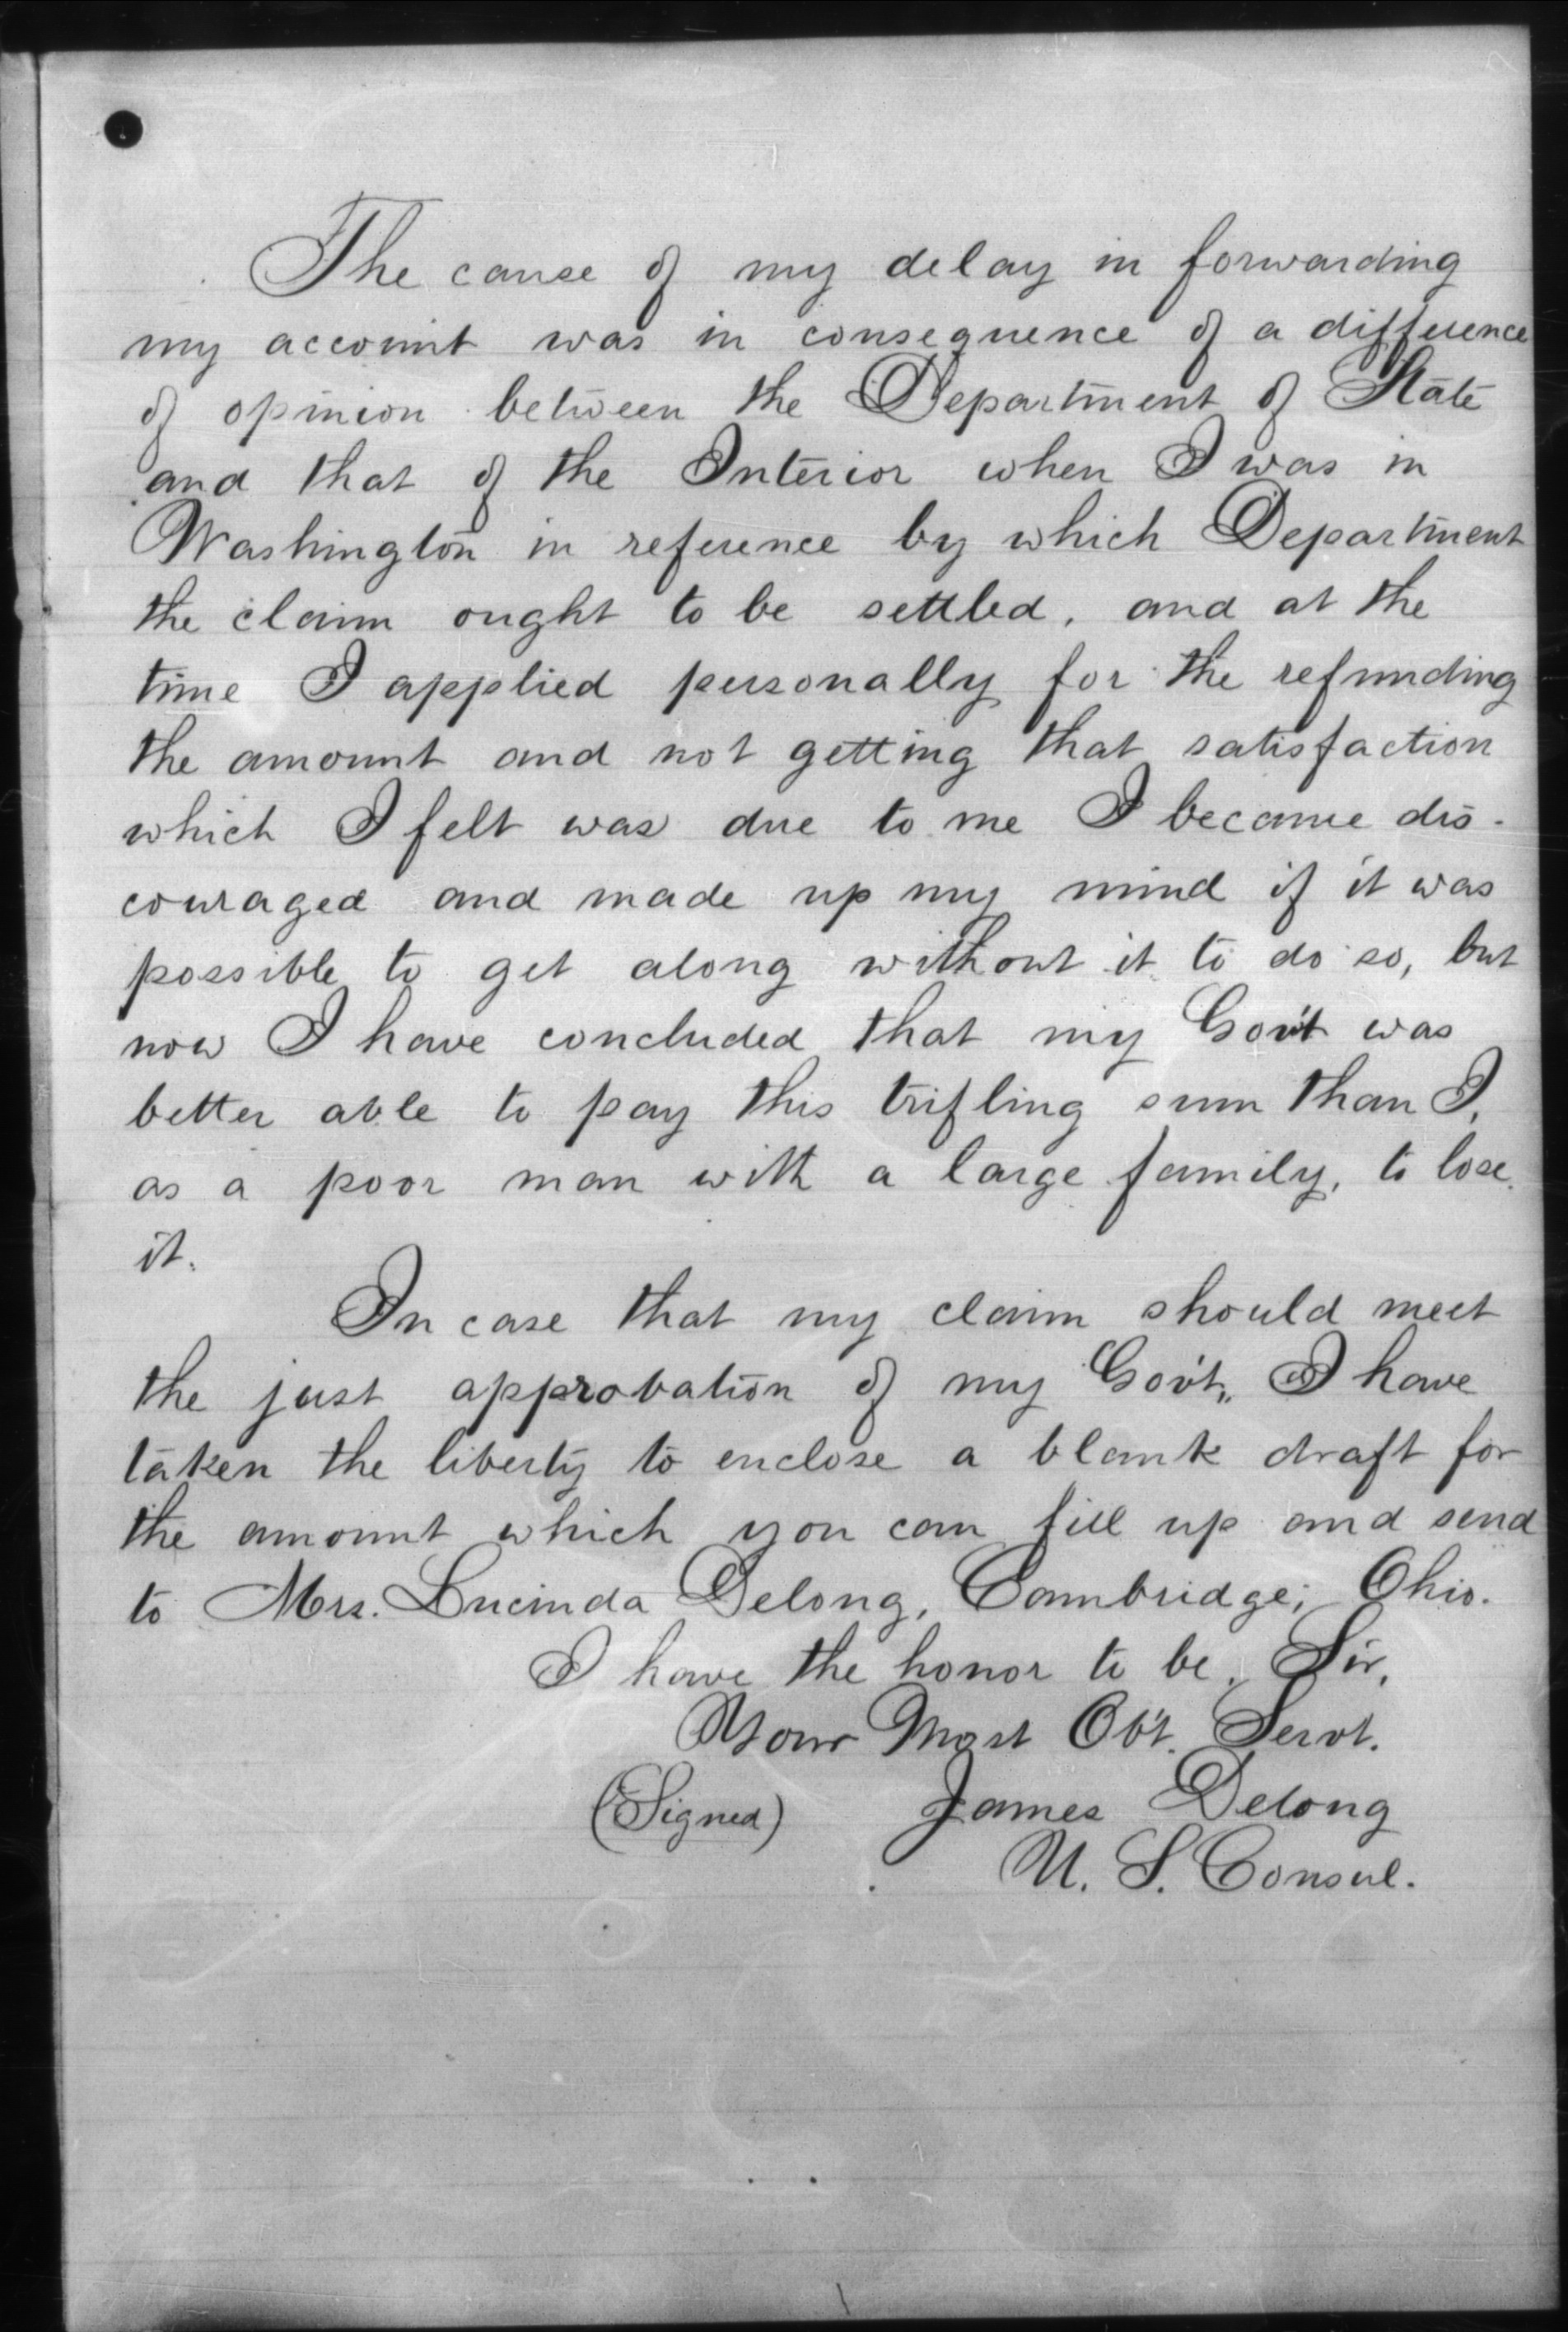 The cause of my delay in forwarding
my account was in consequence of a difference
of opinion between the Department of State
and that of the Interior when I was in
Washington in reference by which Department
the claim ought to be settled, and at the
time I applied personally for the refunding
the amount and not getting that satisfaction
which I felt was due to me I became dis-
couraged and made up my mind if it was
possible to get along without it to do so, but
now I have concluded that my Gov't was
better able to pay this trifling sum than I,
as a poor man with a large family, to lose
it.
In case that my claim should meet
the just approbation of my Gov't,, I have
taken the liberty to enclose a blank draft for
the amount which you can fill up and send
to Mrs. Lucinda Delong, Cambridge, Ohio.
I have the honor to be, Sir,
Your Most Ob't. Servt.
(Signed) James Delong
U. S. Consul.